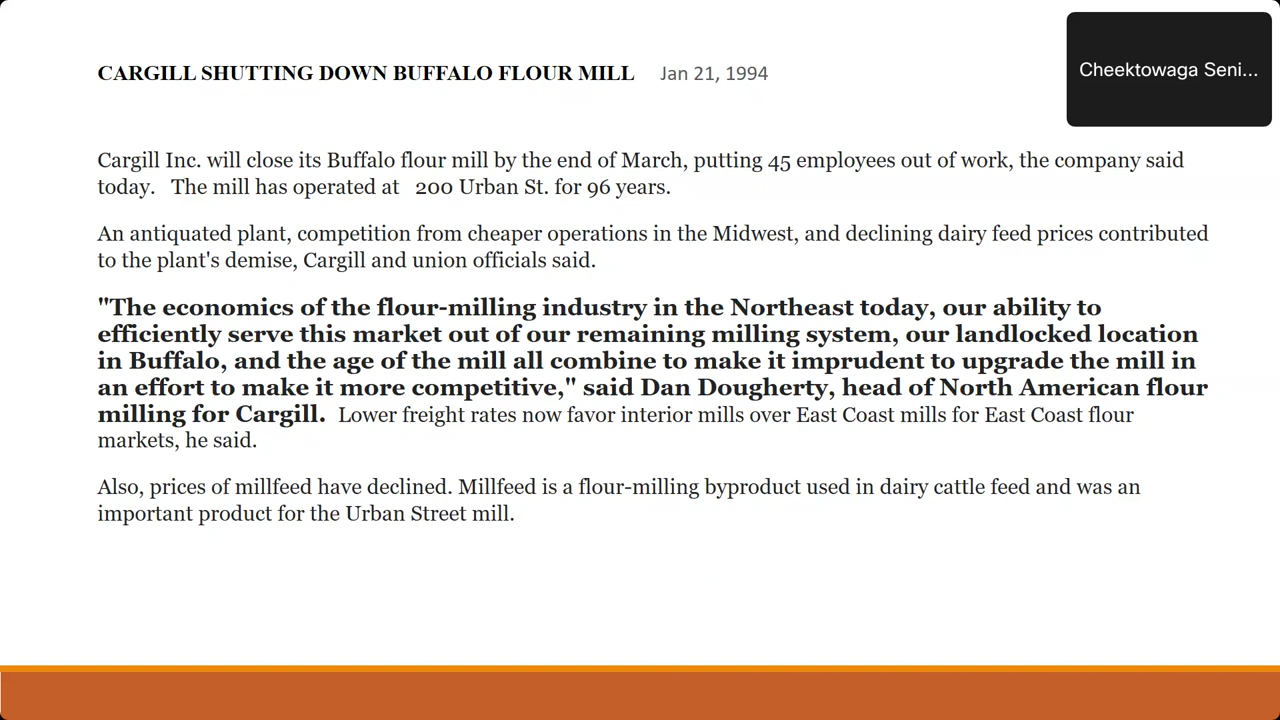 CARGILL SHUTTING DOWN BUFFALO FLOUR MILL Jan 21, 1994
Cheektowaga Seni...
Cargill Inc. will close its Buffalo flour mill by the end of March, putting 45 employees out of work, the company said
today. The mill has operated at 200 Urban St. for 96 years.
An antiquated plant, competition from cheaper operations in the Midwest, and declining dairy feed prices contributed
to the plant's demise, Cargill and union officials said.
"The economics of the flour-milling industry in the Northeast today, our ability to
efficiently serve this market out of our remaining milling system, our landlocked location
in Buffalo, and the age of the mill all combine to make it imprudent to upgrade the mill in
an effort to make it more competitive," said Dan Dougherty, head of North American flour
milling for Cargill. Lower freight rates now favor interior mills over East Coast mills for East Coast flour
markets, he said.
Also, prices of millfeed have declined. Millfeed is a flour-milling byproduct used in dairy cattle feed and was an
important product for the Urban Street mill.